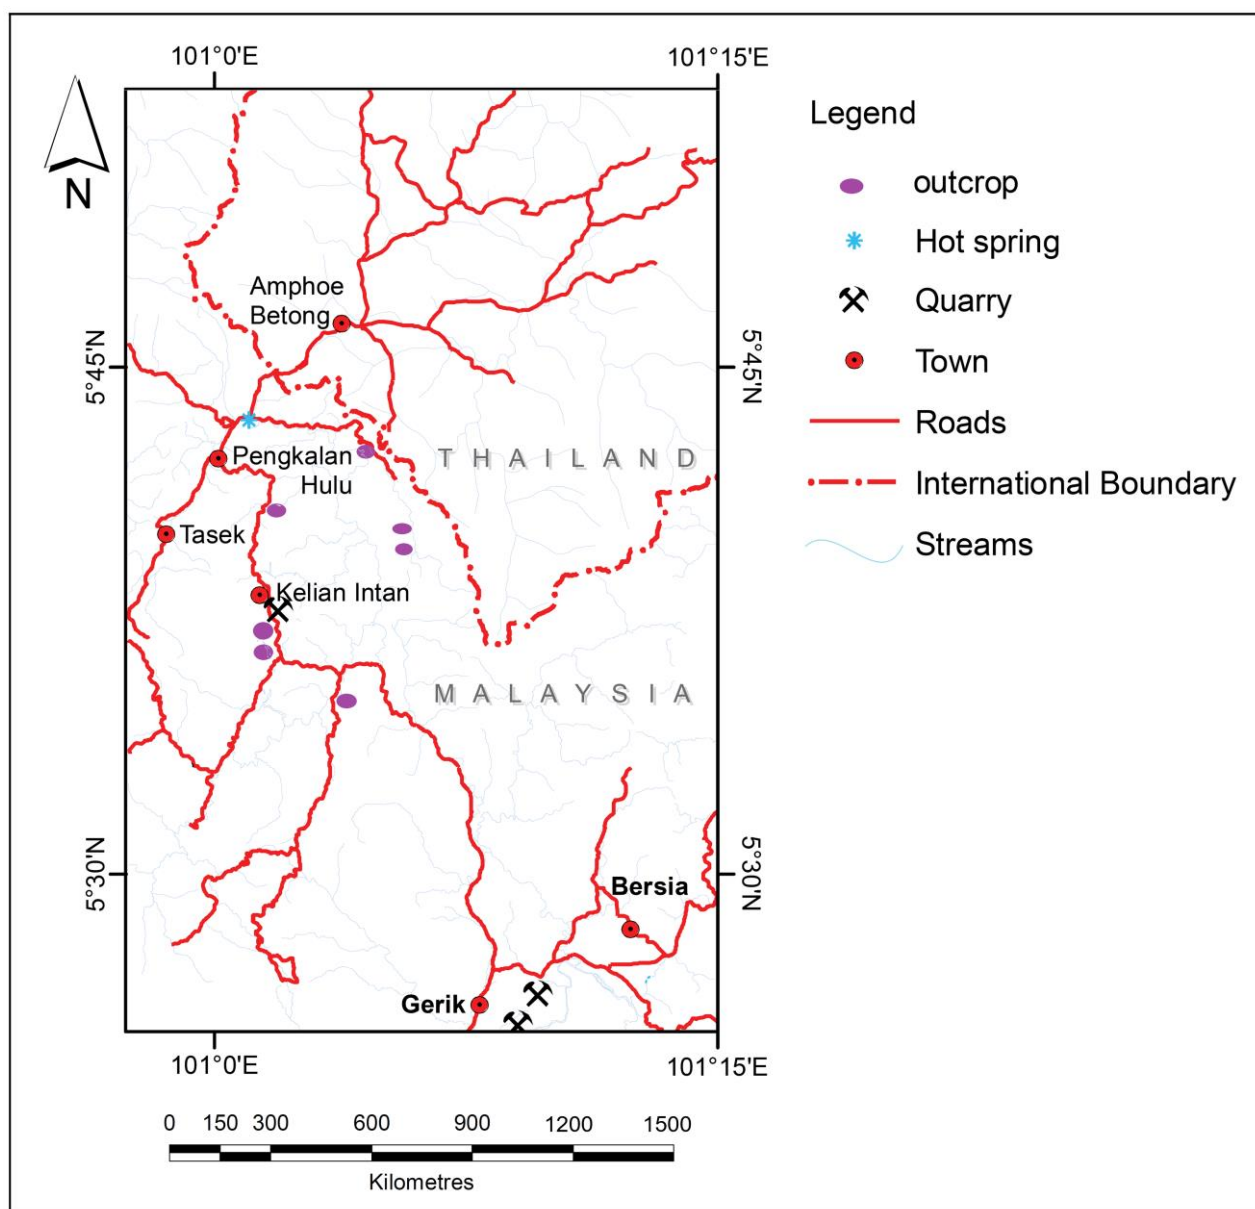 101°0'E
101°15'E
N
Amphoe
Betong
5°45'N
5°45'N
Pengkalan
Hulu
THAILAND
Tasek
Kelian Intan
MALAYSIA
5°30'N
5°30'N
Bersia
Gerik
101°0'E
101°15'E
0 150 300 600 900 1200 1500
Kilometres
Legend
outcrop
Hot spring
Quarry
Town
Roads
International Boundary
Streams